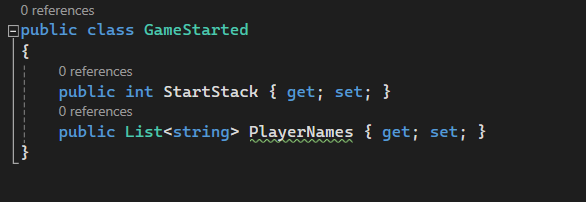 0 references
public class GameStarted
{
0 references
public int StartStack { get; set; }
0 references
public List<string> PlayerNames { get; set; }
}